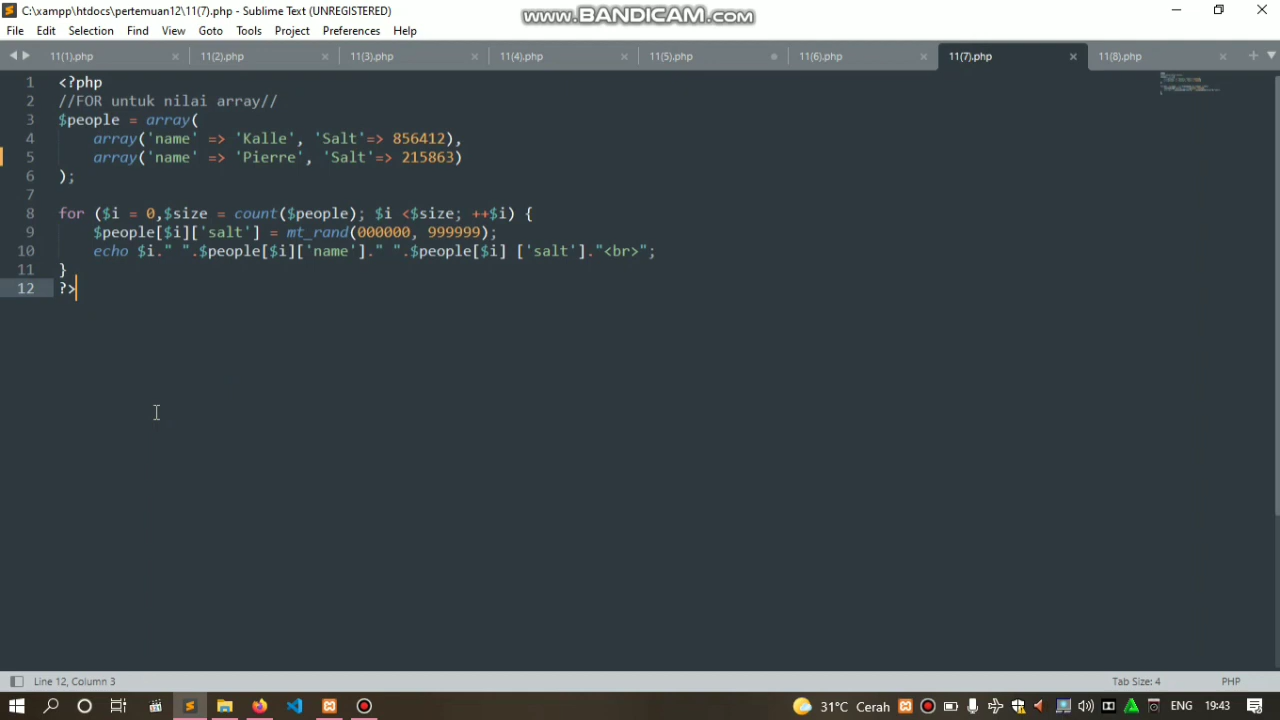 C:\xampp\htdocs\pertemuan12\11(7).php - Sublime Text (UNREGISTERED)
www.BANDICAM.com
File Edit Selection Find View Goto Tools Project Preferences Help
11(1).php 11(2).php 11(3).php 11(4).php 11(5).php 11(6).php 11(7).php 11(8).php
1 <?php
2 //FOR untuk nilai array//
3 $people = array(
4 array('name' => 'Kalle', 'Salt'=> 856412),
5 array('name' => 'Pierre', 'Salt'=> 215863)
6 );
7
8 for ($i = 0,$size = count($people); $i <$size; ++$i) {
9 $people[$i]['salt'] = mt_rand(000000, 999999);
10 echo $i." ".$people[$i]['name']." ".$people[$i] ['salt']."<br>";
11 }
12 ?>
Line 12, Column 3 Tab Size: 4 PHP
31°C Cerah ENG 19:43